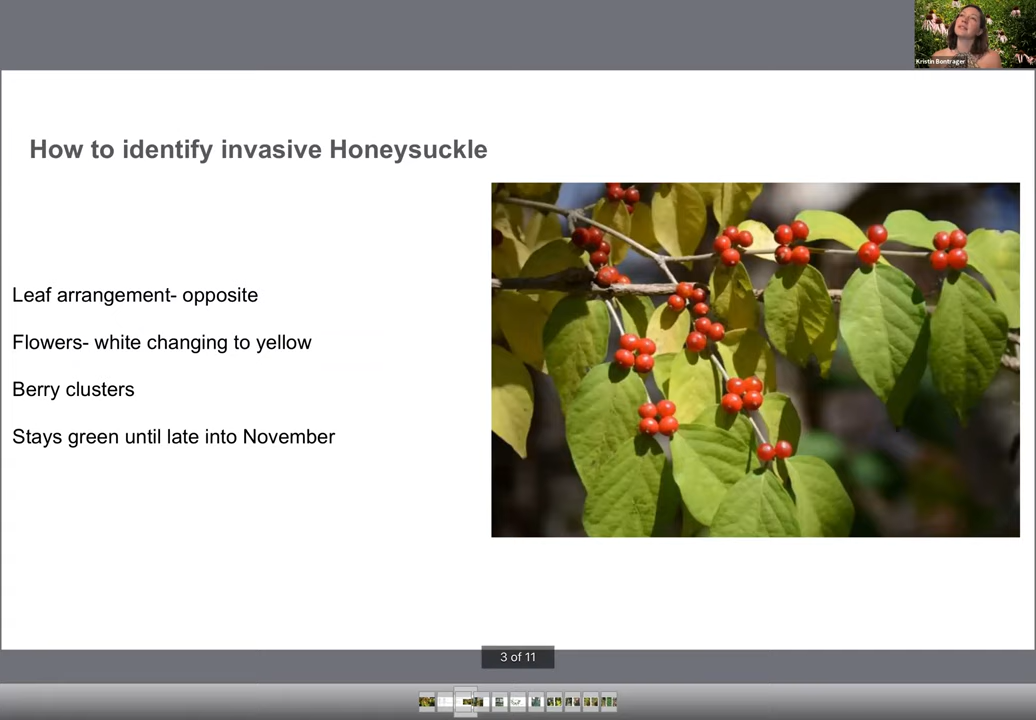 Kristin Bontrager
How to identify invasive Honeysuckle
Leaf arrangement- opposite
Flowers- white changing to yellow
Berry clusters
Stays green until late into November
3 of 11